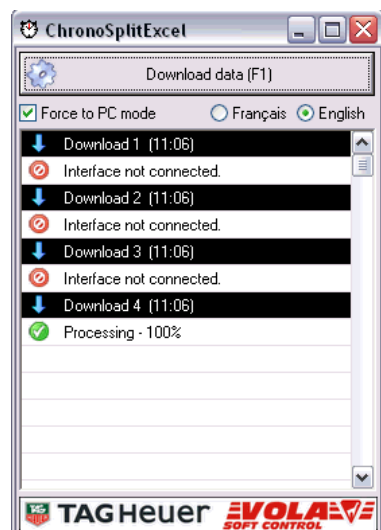 ChronoSplitExcel
Download data (F1)
Force to PC mode Français English
Download 1 (11:06)
Interface not connected.
Download 2 (11:06)
Interface not connected.
Download 3 (11:06)
Interface not connected.
Download 4 (11:06)
Processing - 100%
TAG Heuer VOLA
SOFT CONTROL